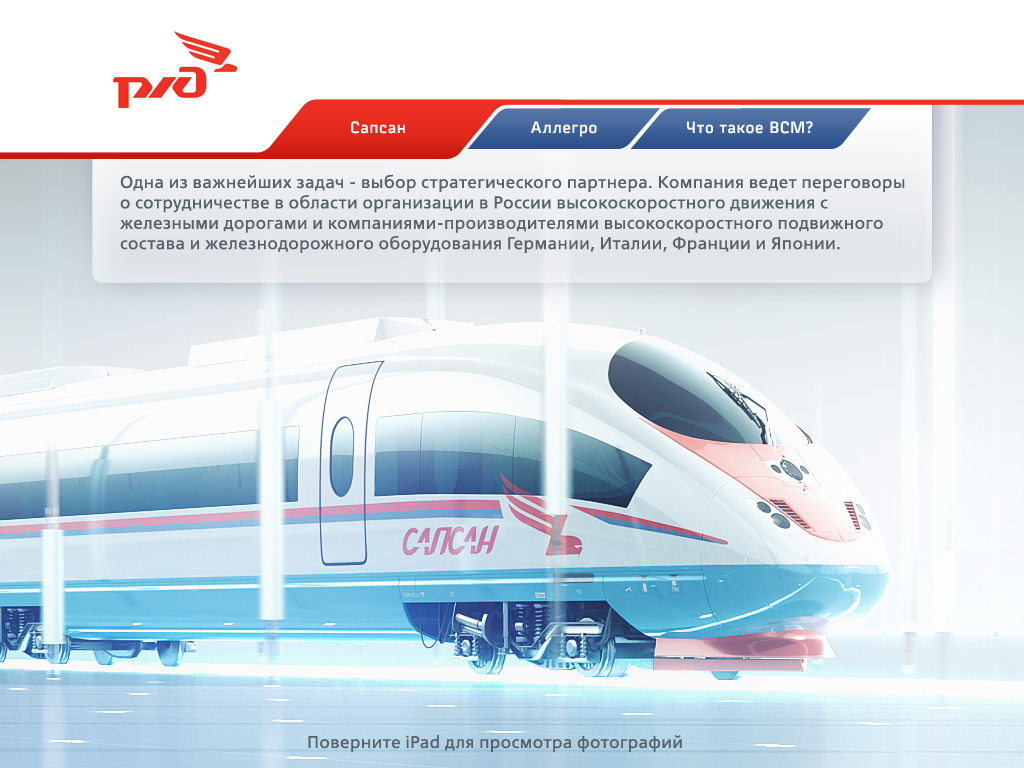 ржд
Сапсан
Аллегро
Что такое ВСМ?
Одна из важнейших задач - выбор стратегического партнера. Компания ведет переговоры
о сотрудничестве в области организации в России высокоскоростного движения с
железными дорогами и компаниями-производителями высокоскоростного подвижного
состава и железнодорожного оборудования Германии, Италии, Франции и Японии.
САПСАН
Поверните iPad для просмотра фотографий